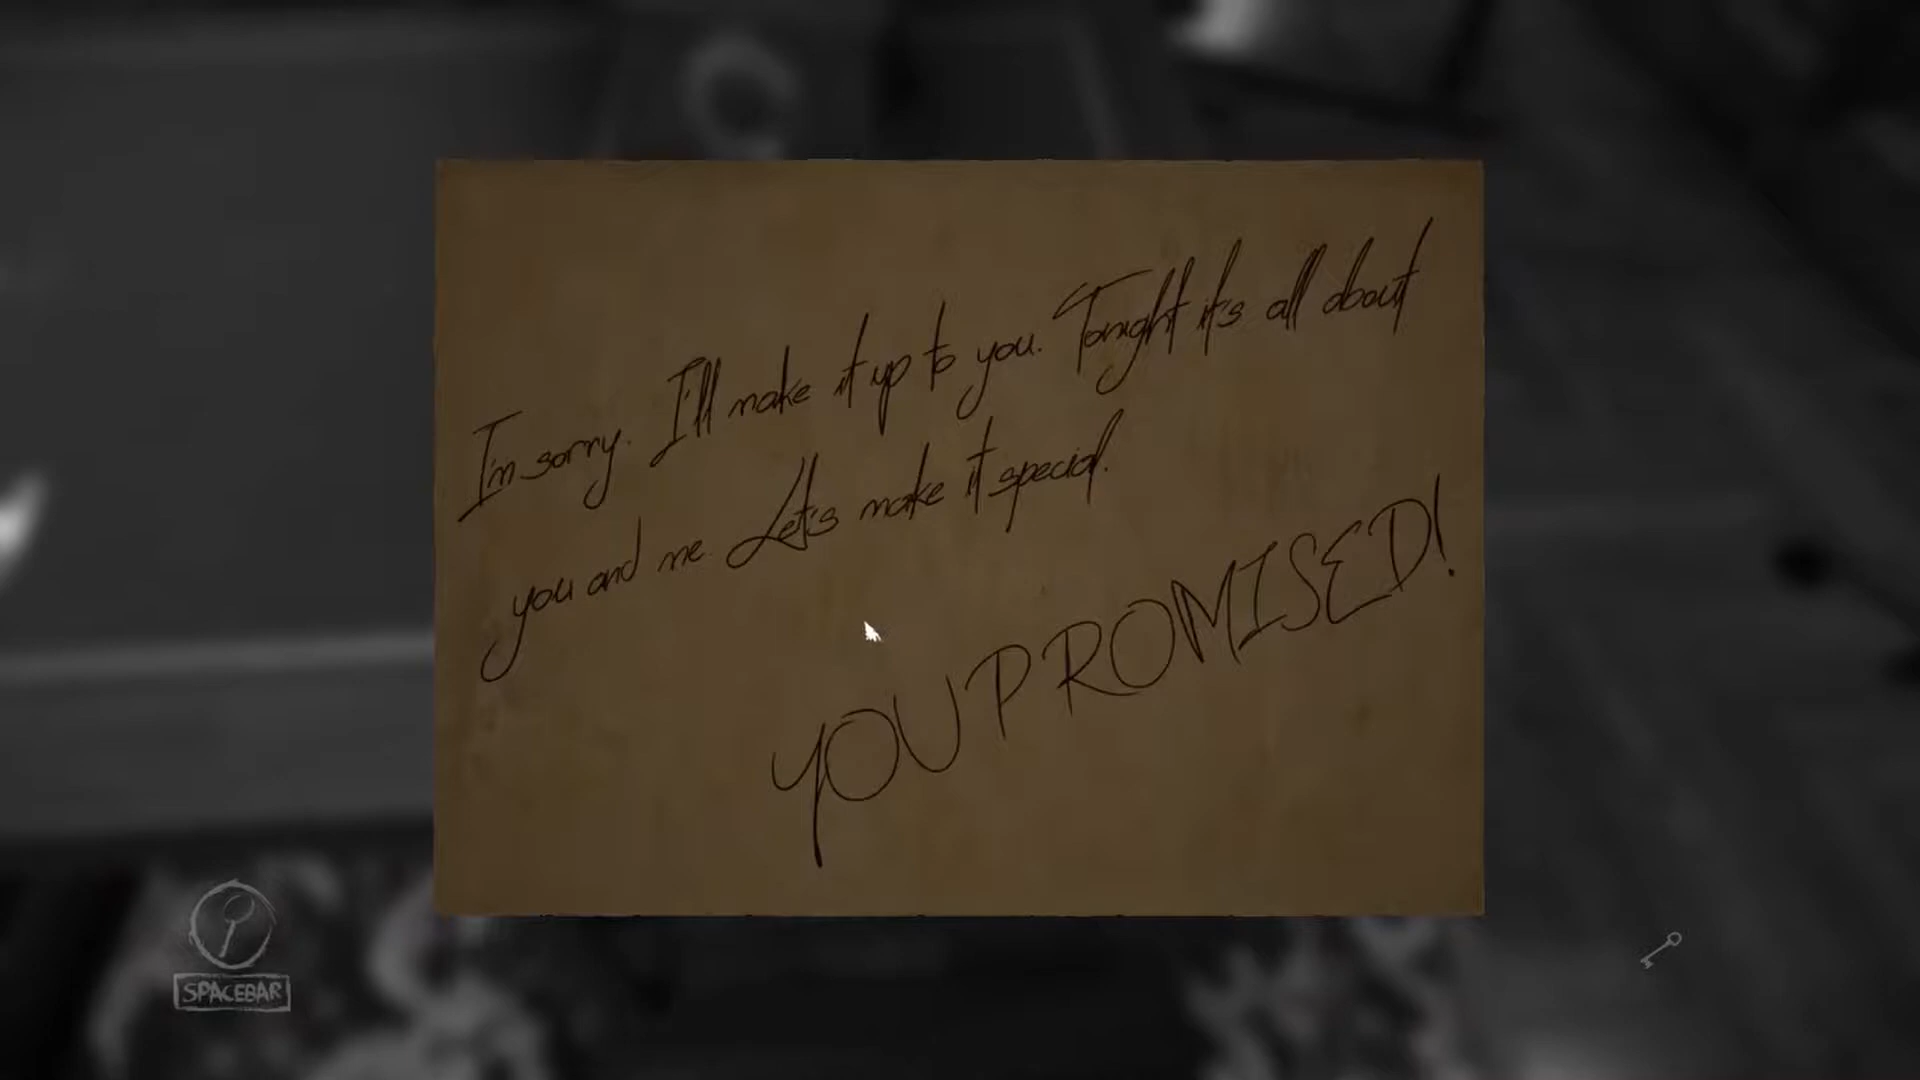 I'm sorry. I'll make it up to you. Tonight it's all about
you and me. Let's make it special.
YOU PROMISED!
SPACEBAR